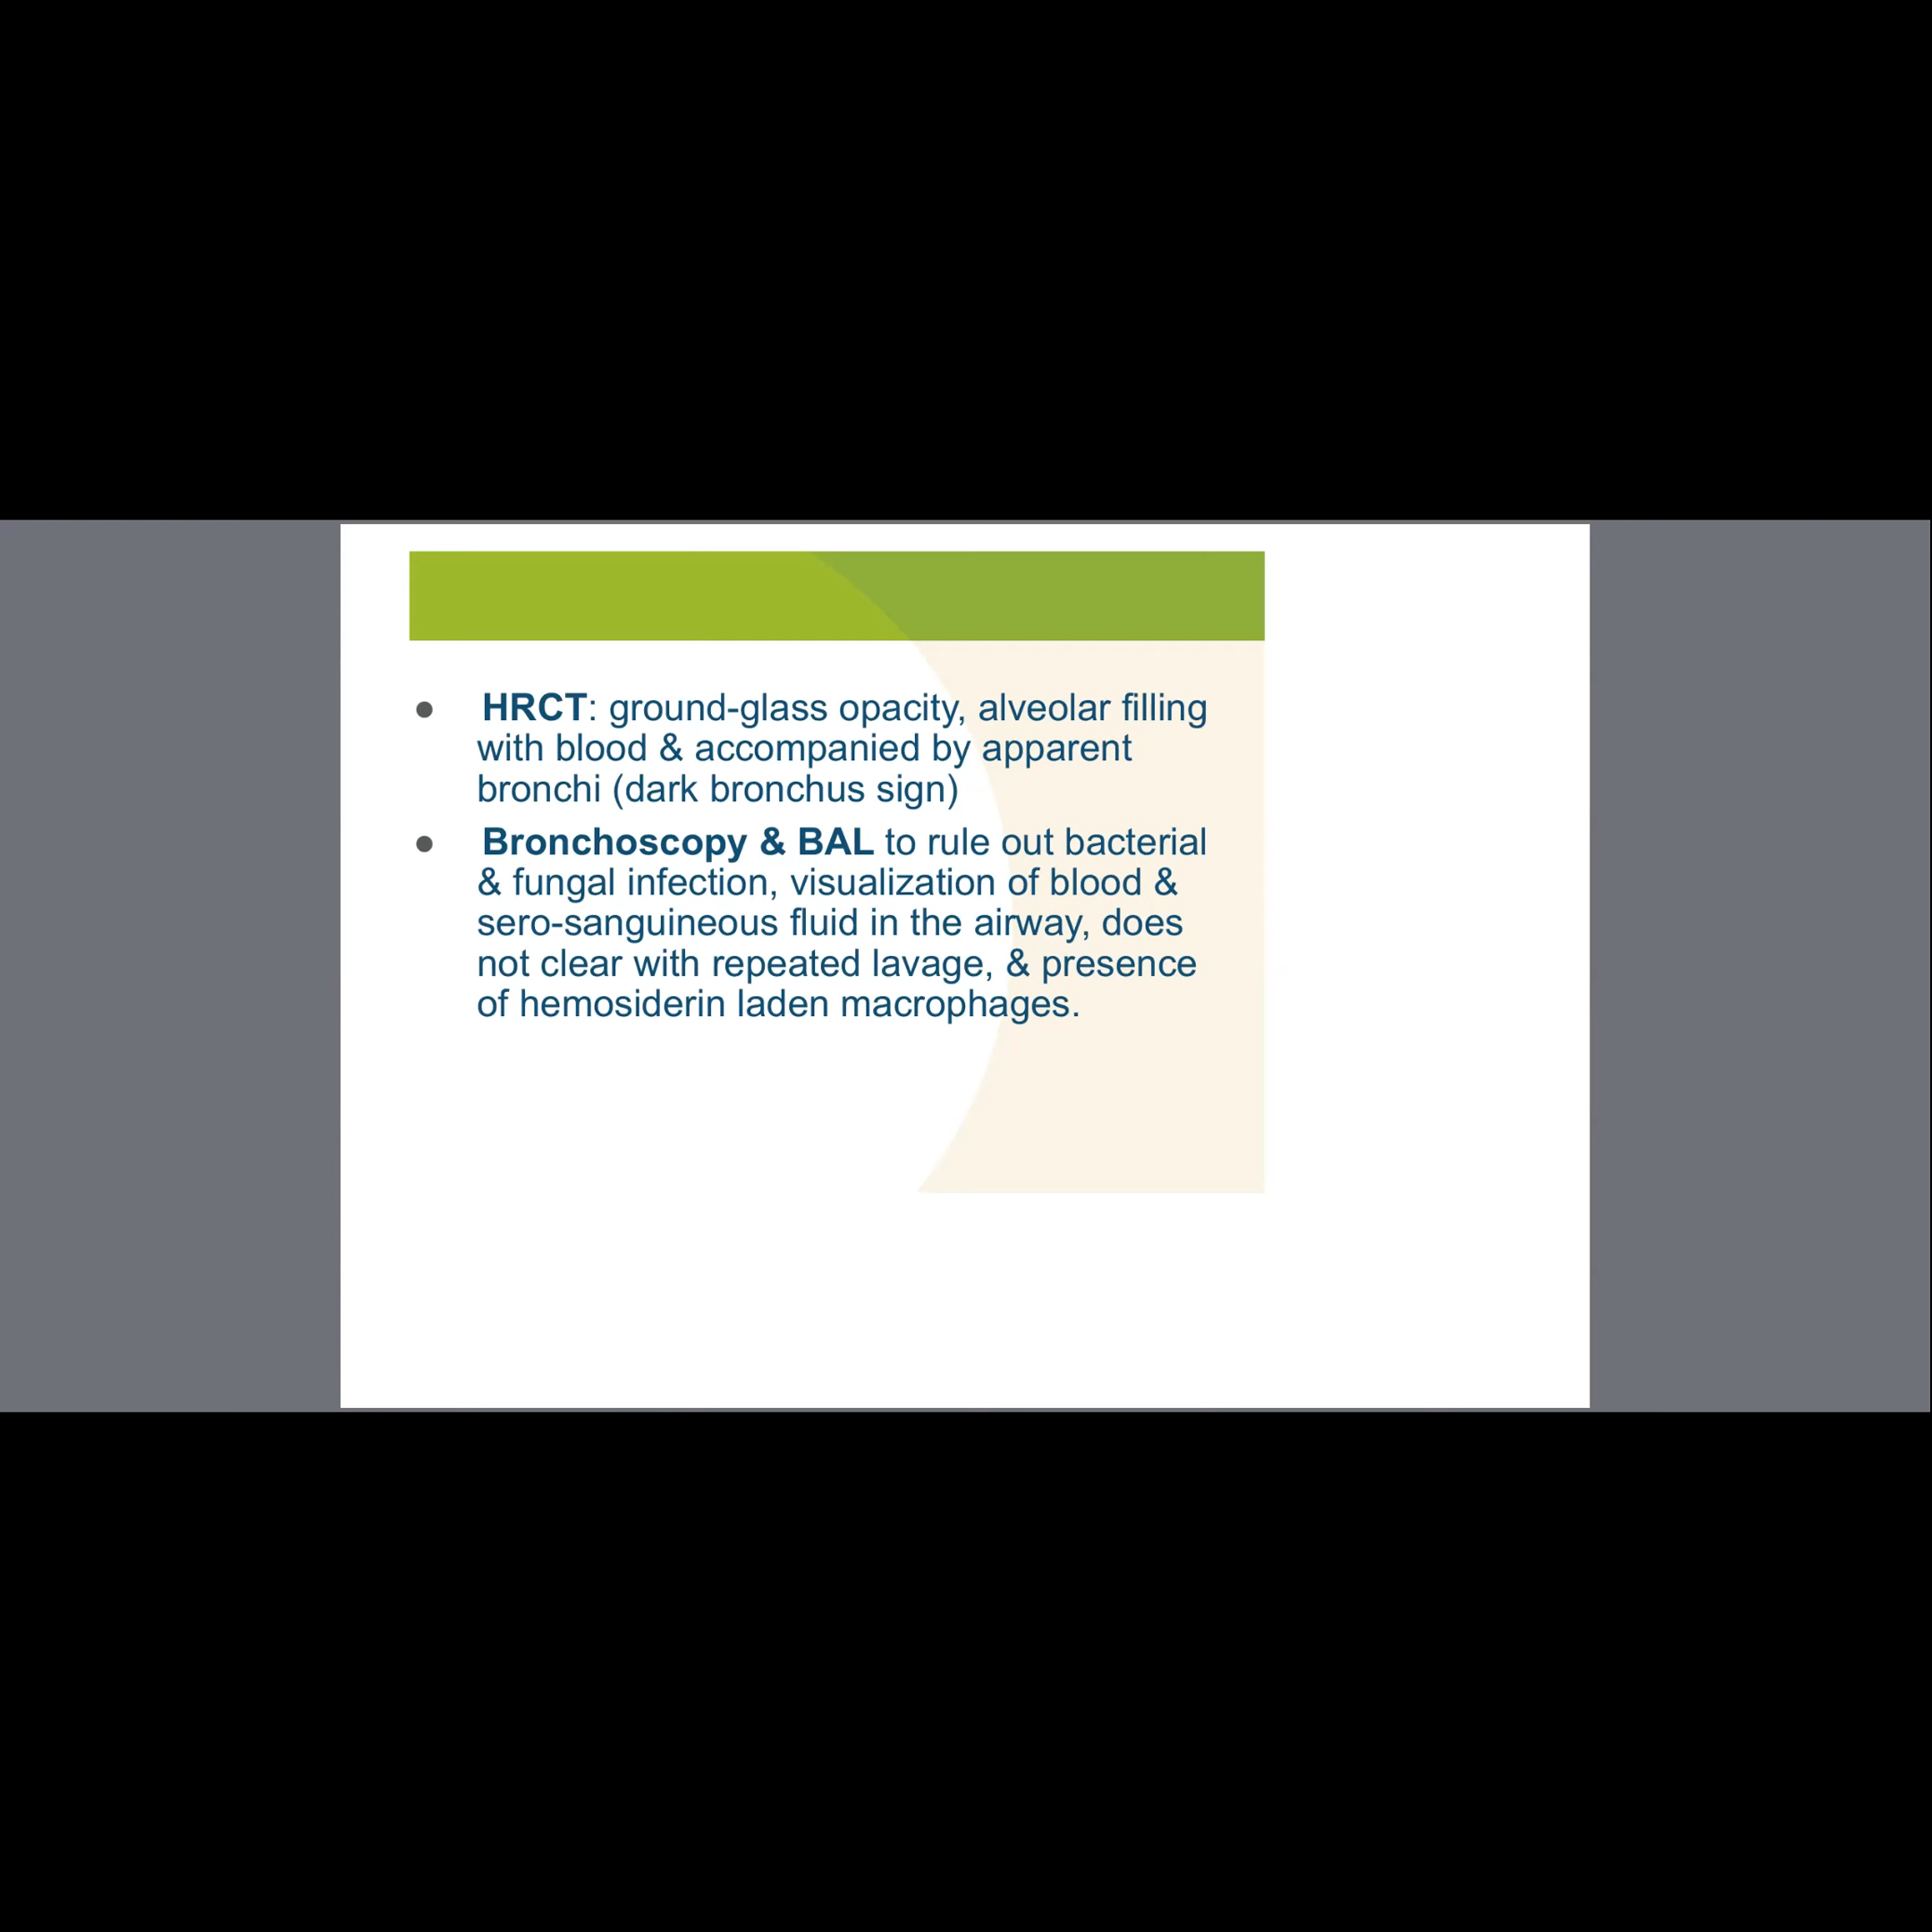 ● HRCT: ground-glass opacity, alveolar filling
with blood & accompanied by apparent
bronchi (dark bronchus sign)
● Bronchoscopy & BAL to rule out bacterial
& fungal infection, visualization of blood &
sero-sanguineous fluid in the airway, does
not clear with repeated lavage, & presence
of hemosiderin laden macrophages.